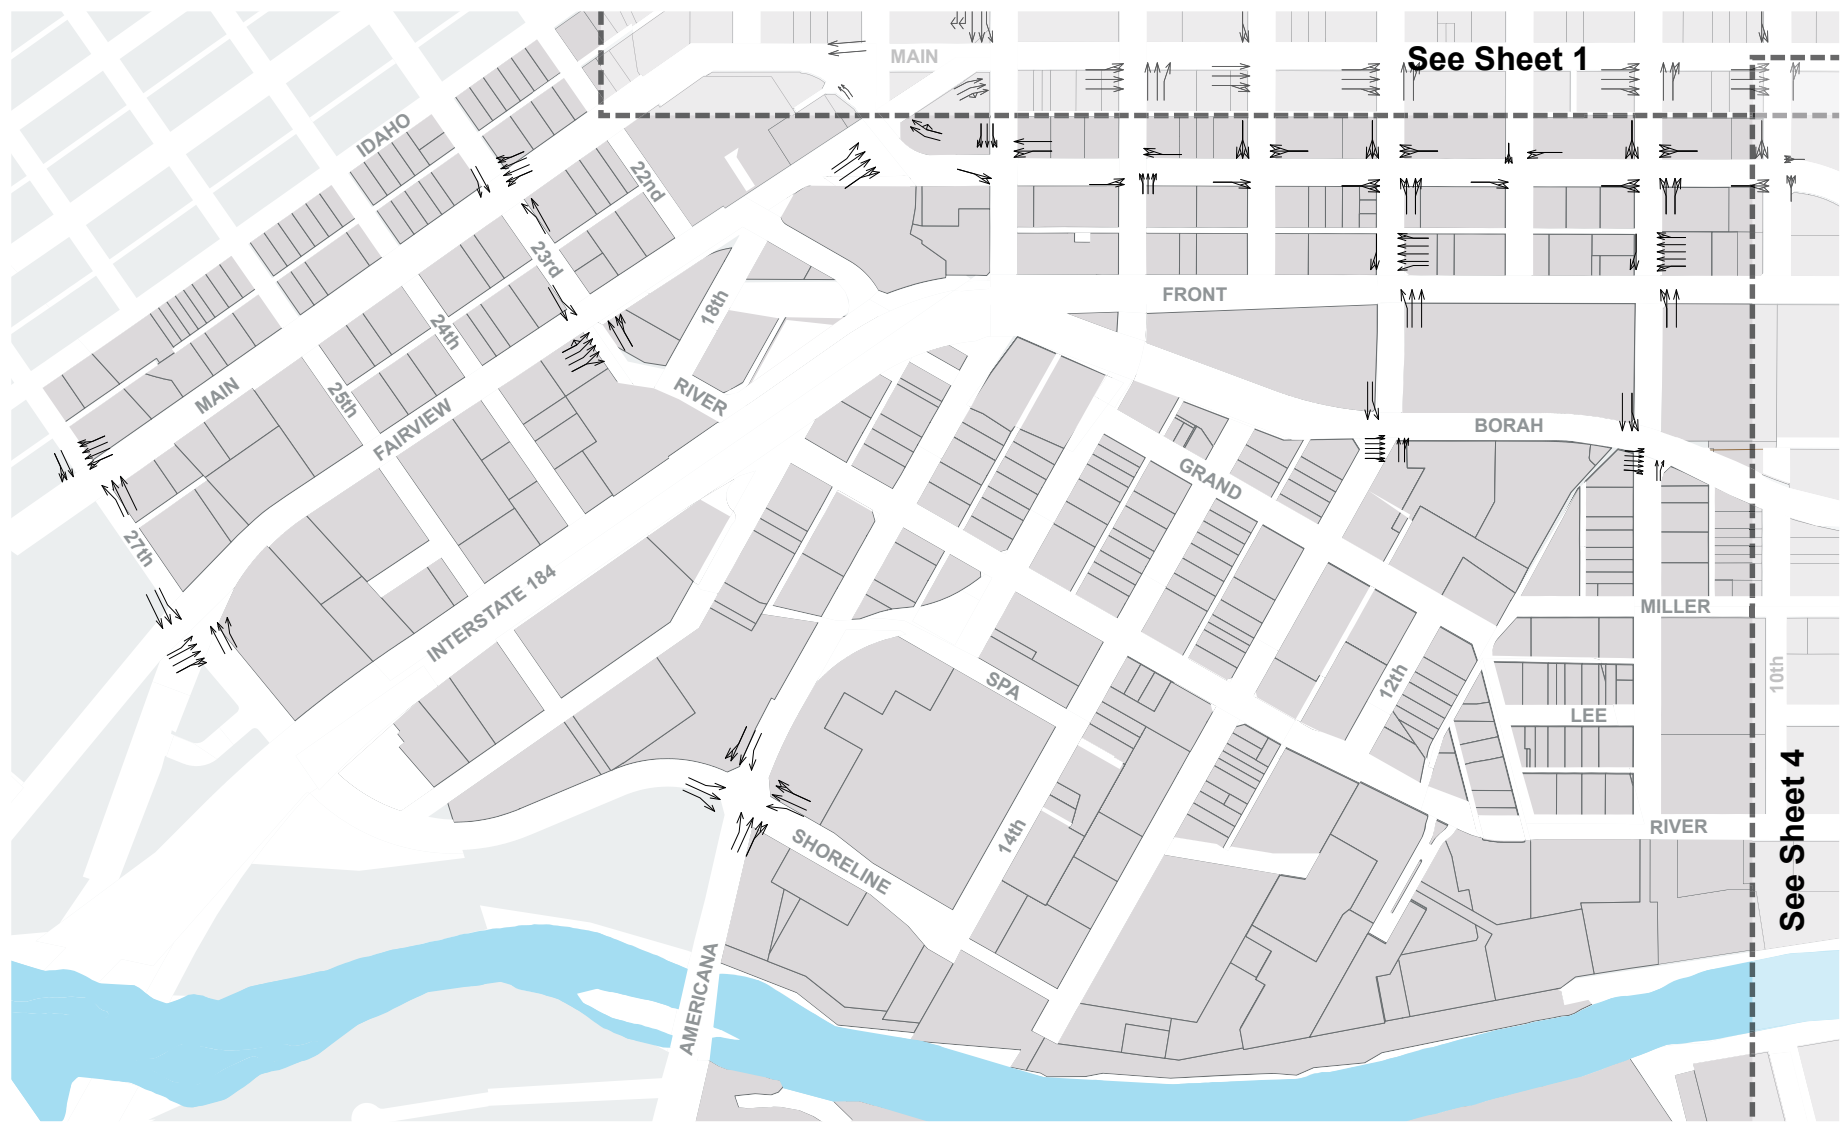 MAIN
See Sheet 1
IDAHO
22nd
23rd
18th
FRONT
24th
MAIN
25th
FAIRVIEW
RIVER
BORAH
GRAND
27th
INTERSTATE 184
MILLER
SPA
12th
10th
LEE
14th
SHORELINE
RIVER
See Sheet 4
AMERICANA